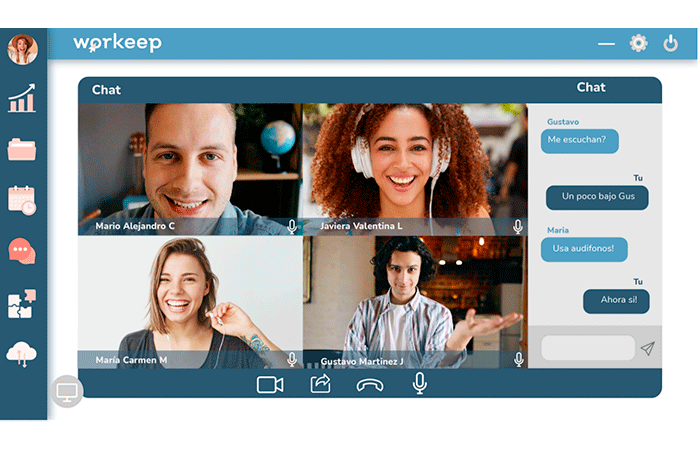 workeep
Chat
Chat
Mario Alejandro C
Javiera Valentina L
María Carmen M
Gustavo Martinez J
Gustavo
Me escuchan?
Tu
Un poco bajo Gus
Maria
Usa audifonos!
Tu
Ahora si!